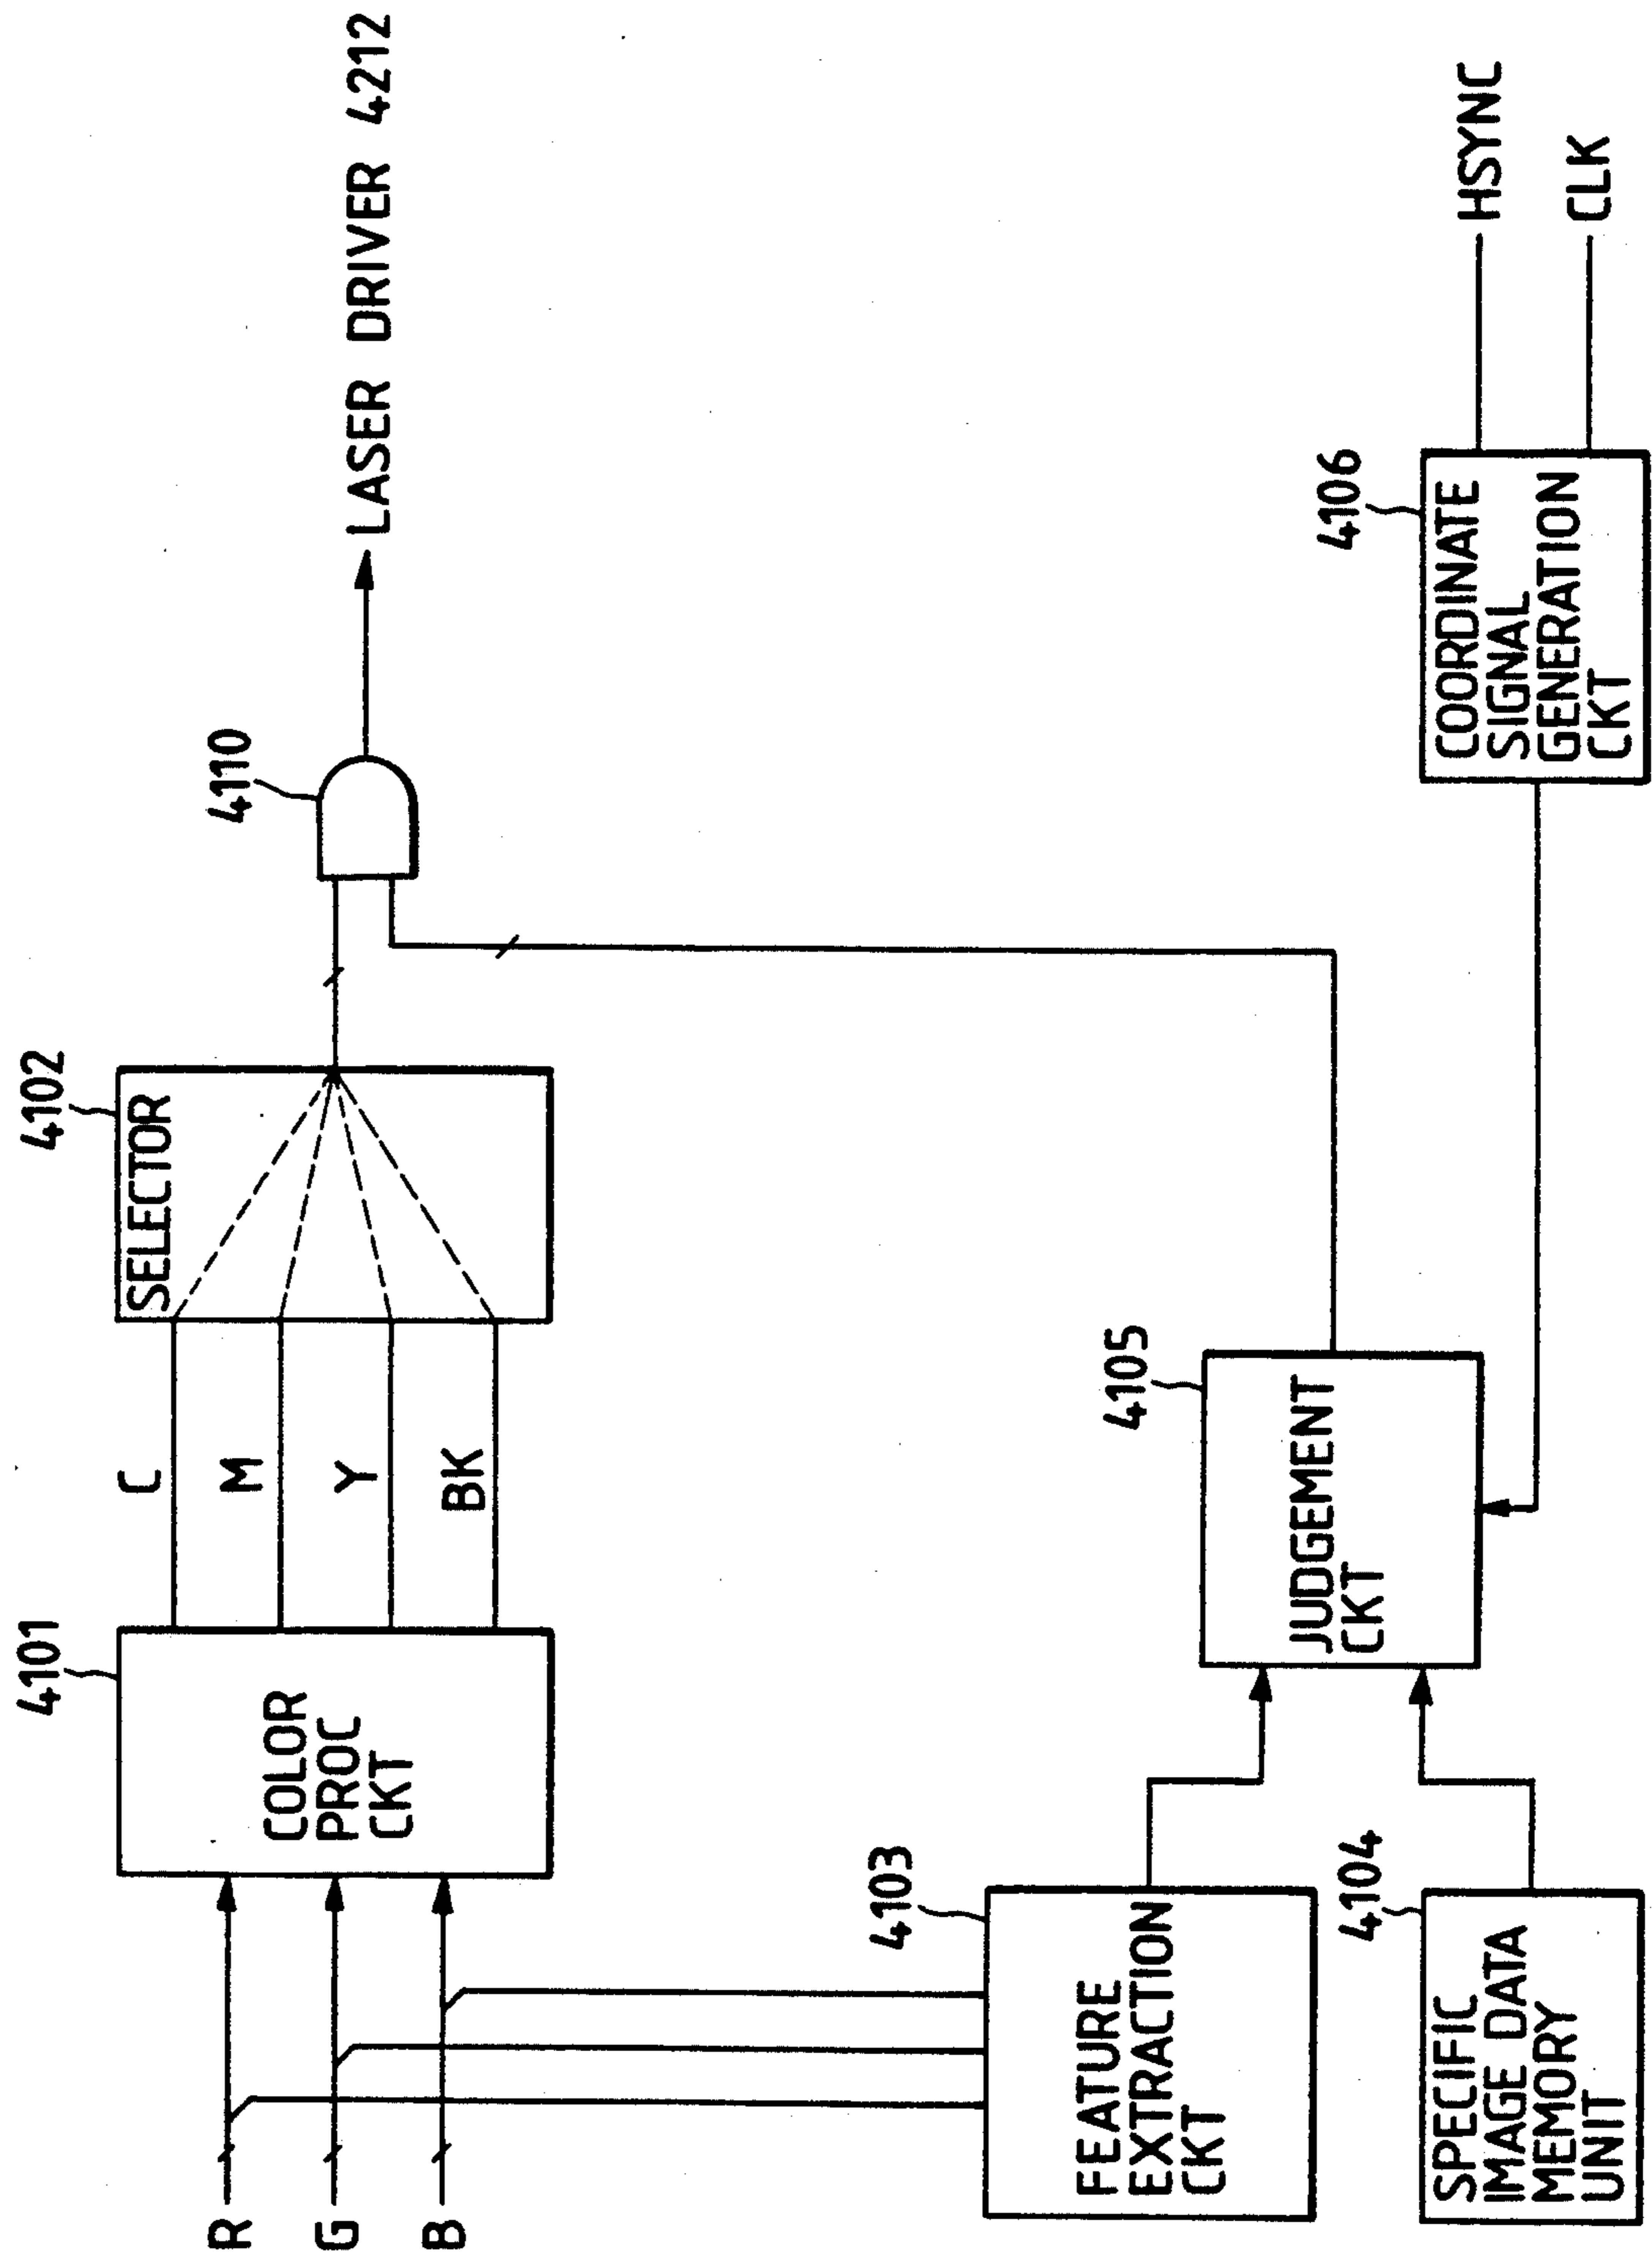 4101
4102
4110
R
G
B
COLOR
PROC
CKT
C
M
Y
BK
SELECTOR
LASER DRIVER 4212
4103
FEATURE
EXTRACTION
CKT
4104
SPECIFIC
IMAGE DATA
MEMORY
UNIT
4105
JUDGEMENT
CKT
4106
COORDINATE
SIGNAL
GENERATION
CKT
HSYNC
CLK